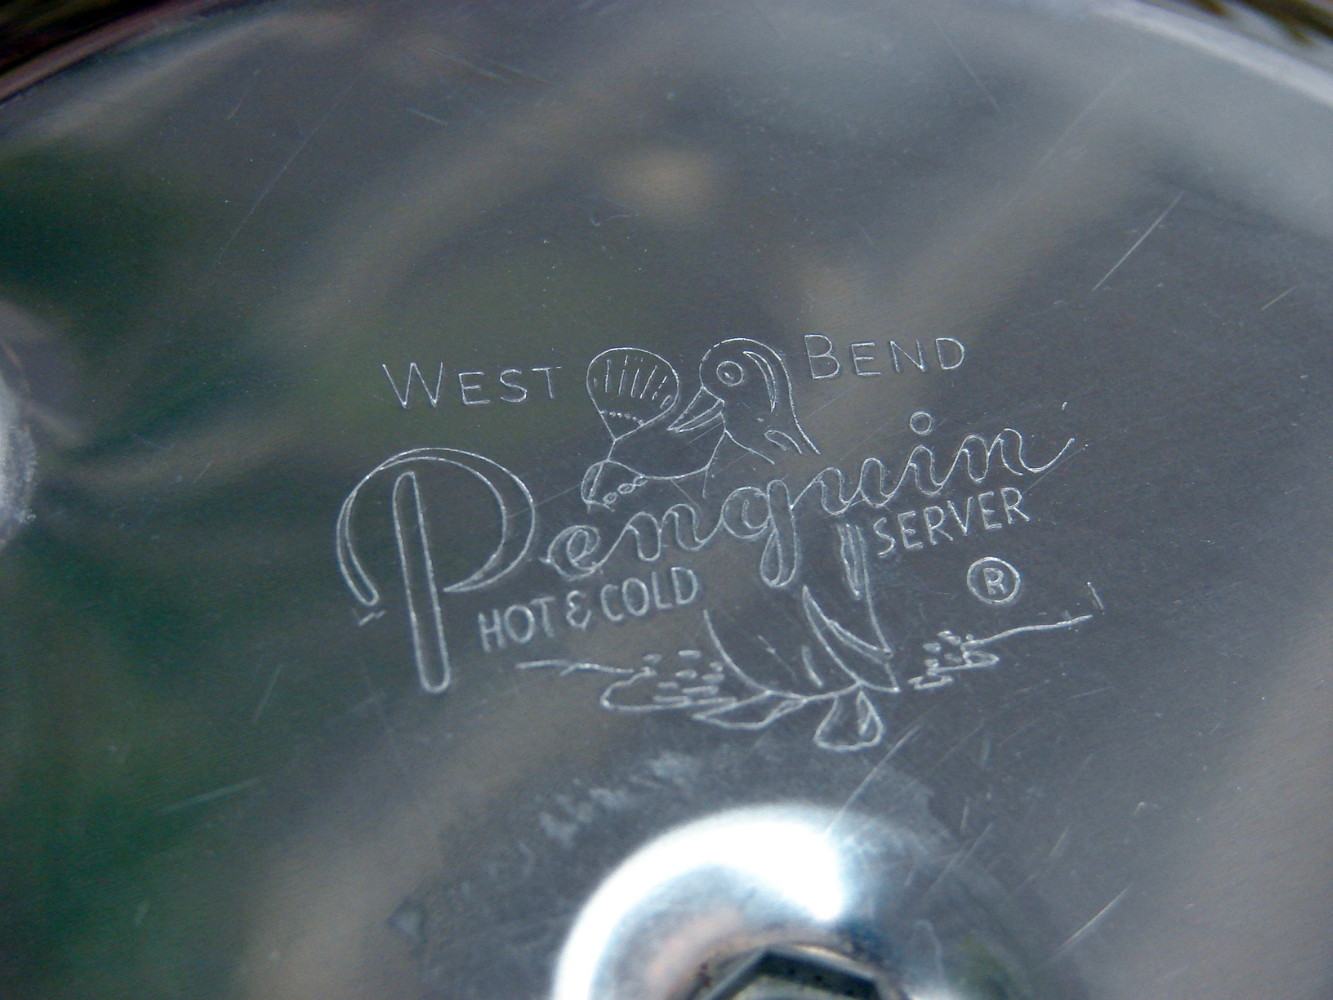 WEST BEND
Penguin
HOT & COLD SERVER
®